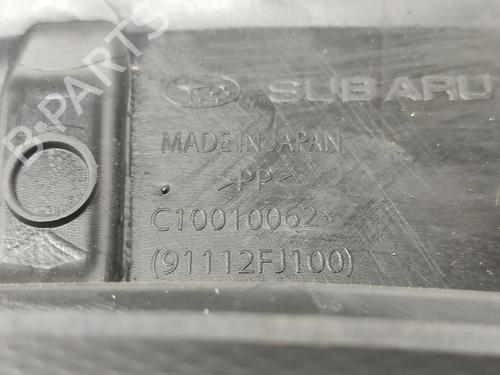 SUBARU
MADE IN JAPAN
>PP<
C10010062*
(91112FJ100)
B-PARTS